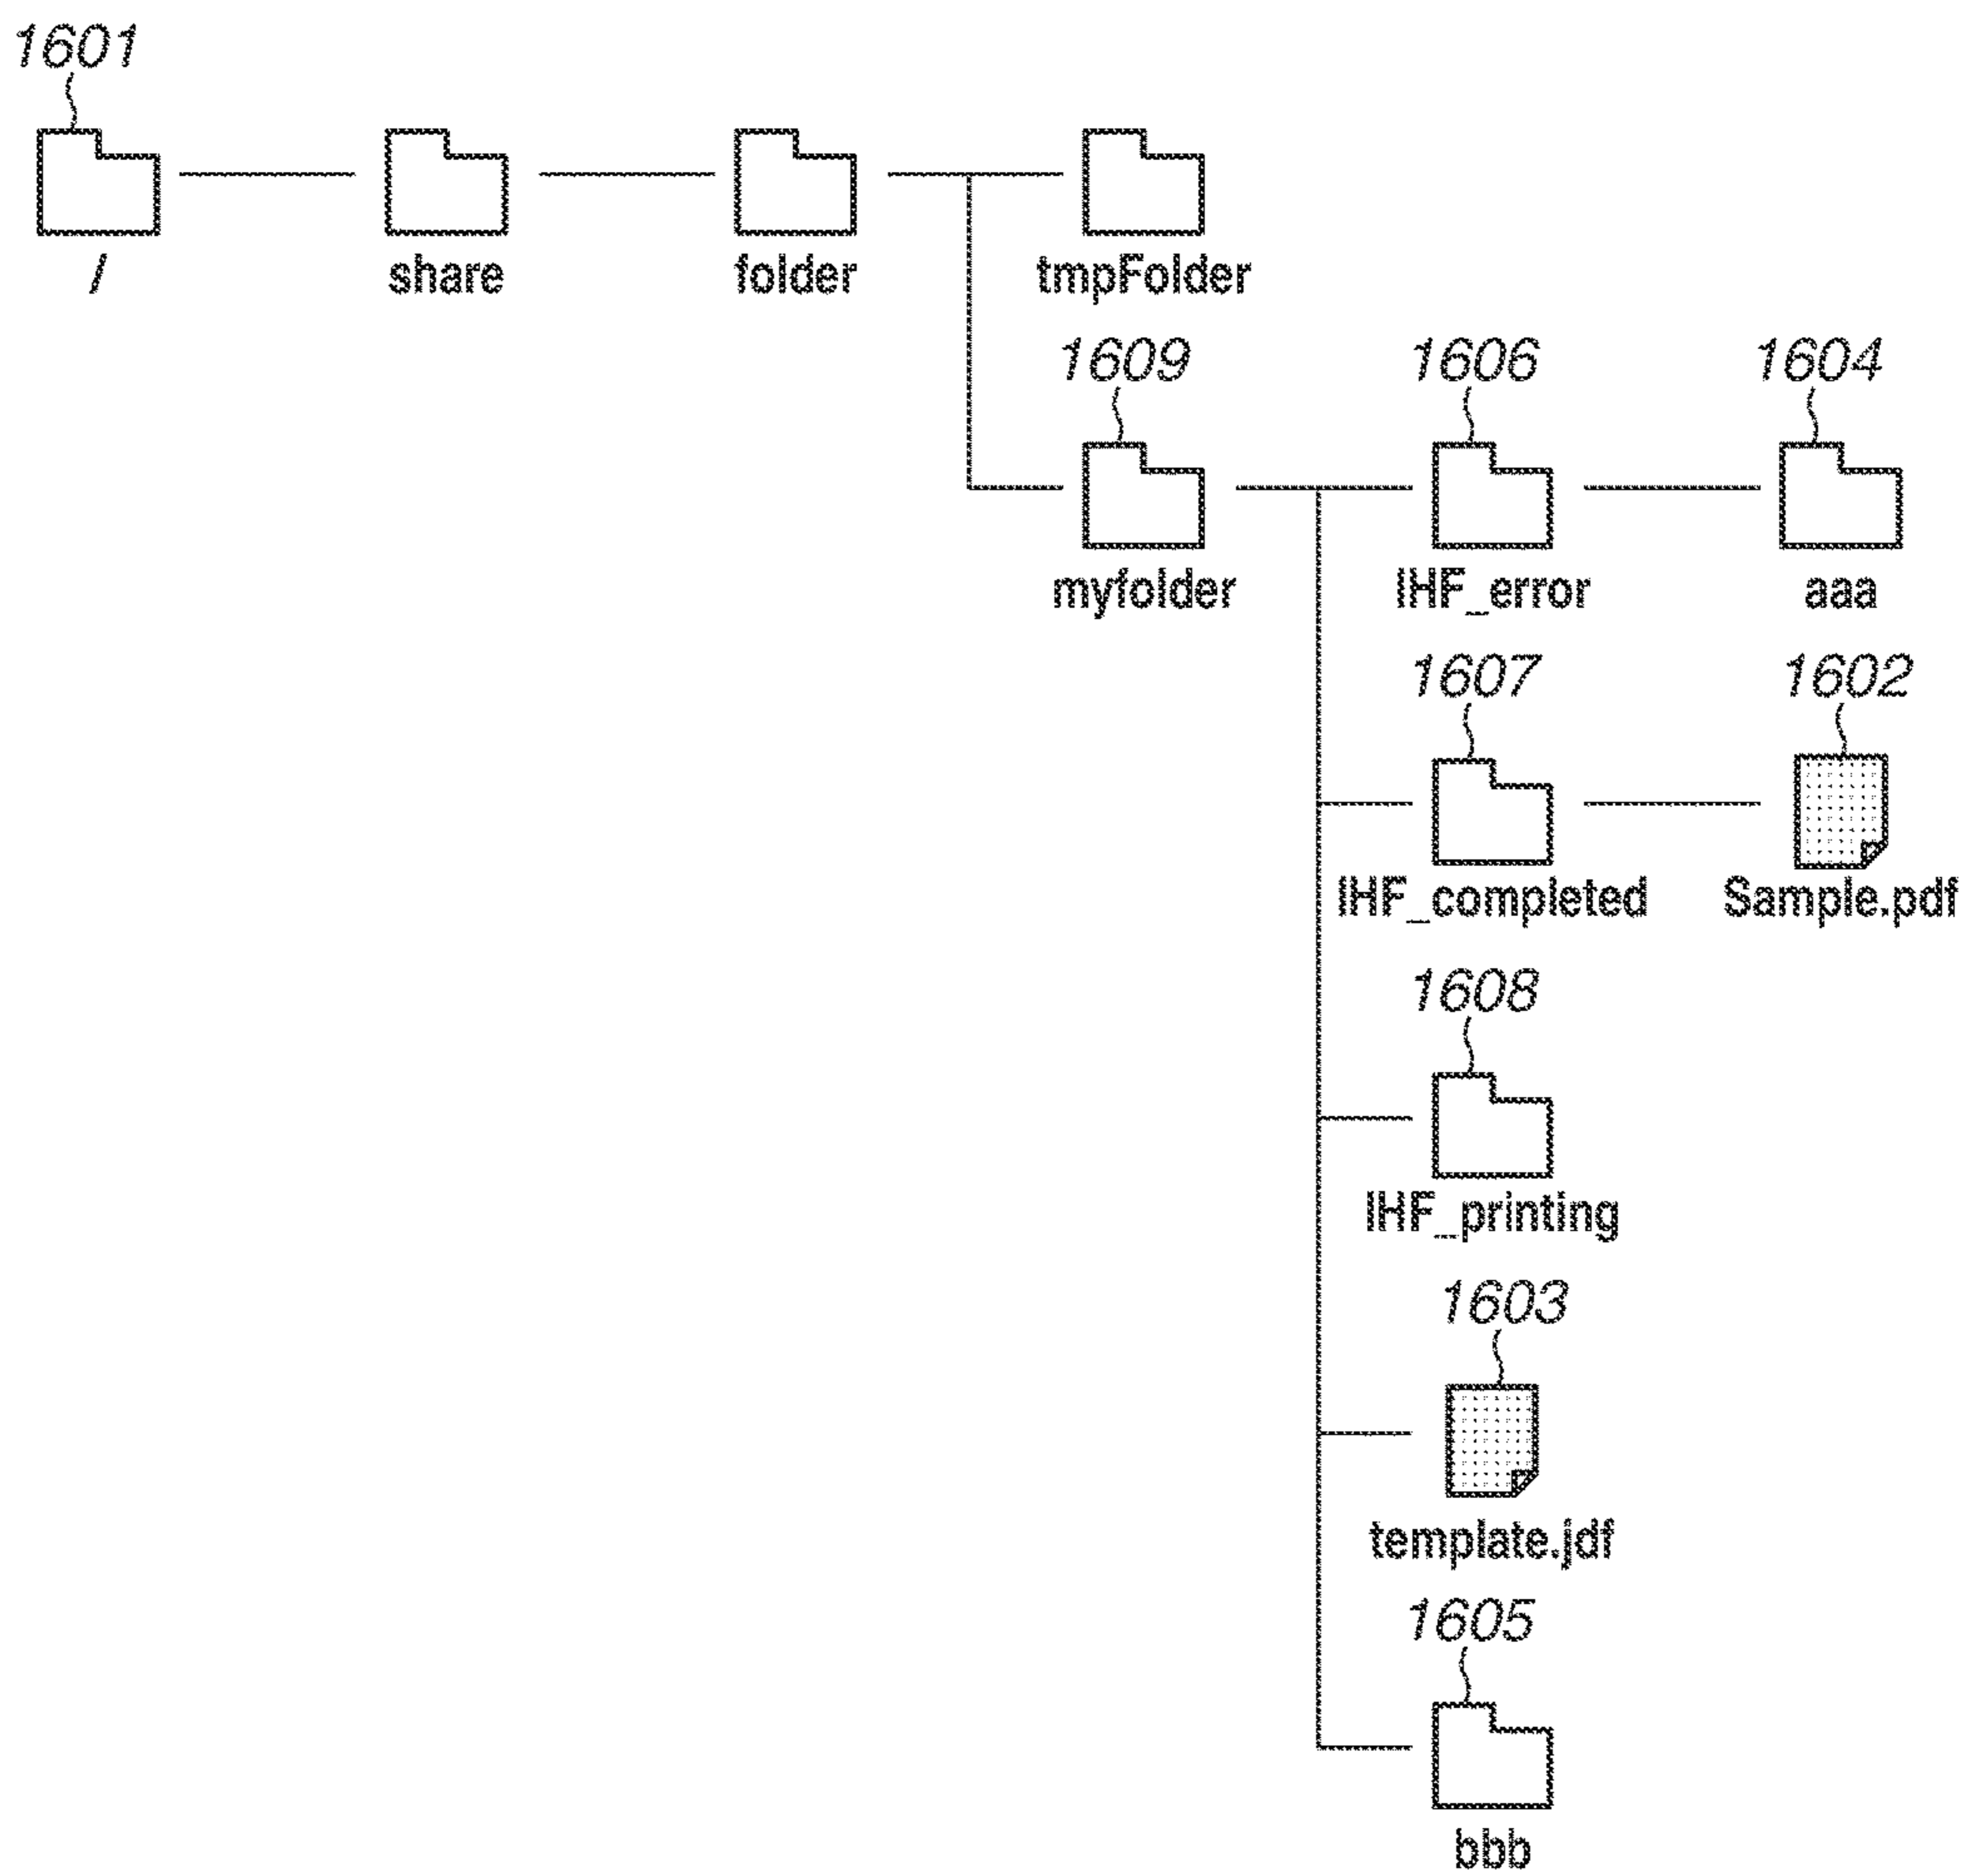 1601
/
share
folder
tmpFolder
1609
1606
1604
myfolder
IHF_error
aaa
1607
1602
IHF_completed
Sample.pdf
1608
IHF_printing
1603
template.jdf
1605
bbb